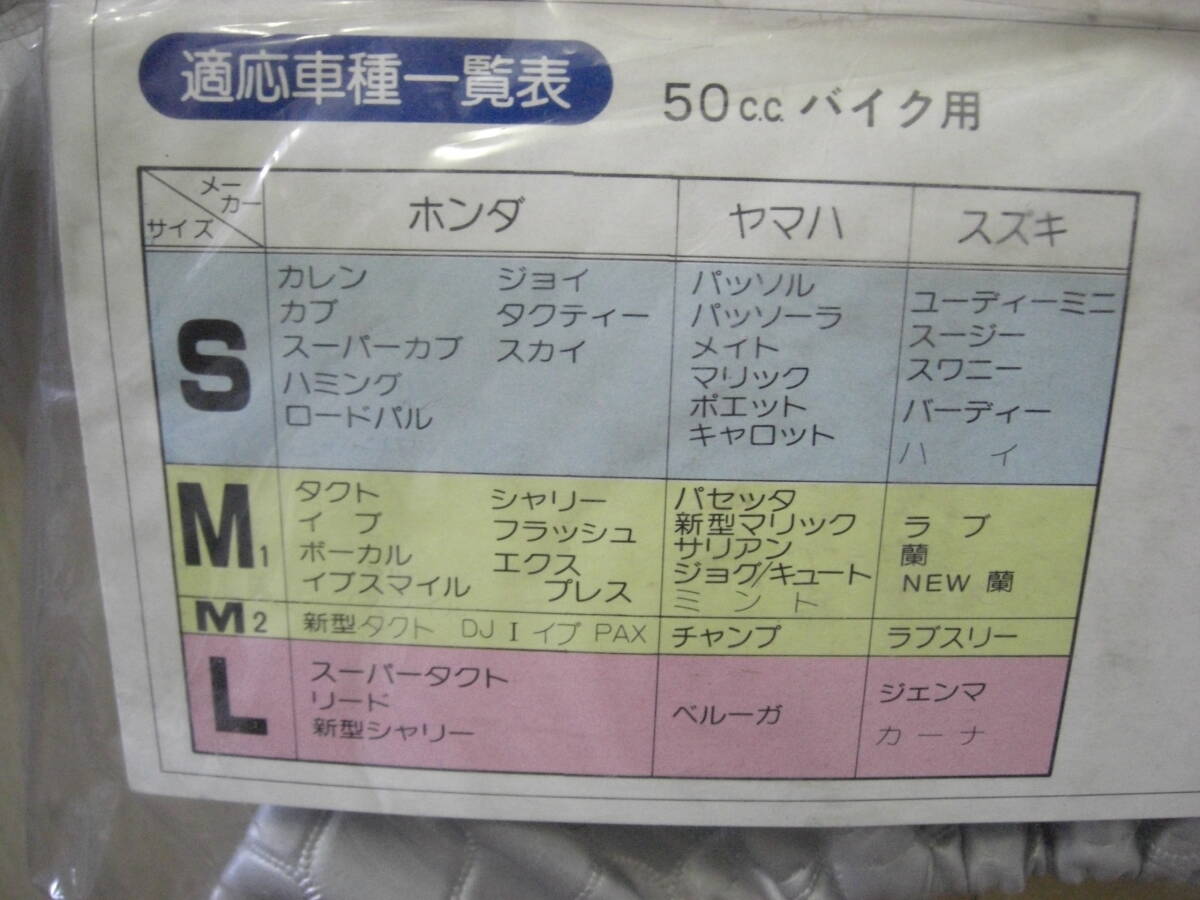 適応車種一覧表
50c.c.バイク用
メーカー
サイズ
ホンダ ヤマハ スズキ
S
カレン ジョイ
カブ タクティー
スーパーカブ スカイ
ハミング
ロードパル
パッソル
パッソーラ
メイト
マリック
ポエット
キャロット
ユーディーミニ
スージー
スワニー
バーディー
ハイ
M1
タクト シャリー
イブ フラッシュ
ボーカル エクス
イブスマイル プレス
パセッタ
新型マリック
サリアン
ジョグ/キュート
ミント
ラブ
蘭
NEW 蘭
M2
新型タクト DJ I イブ PAX
チャンプ
ラブスリー
L
スーパータクト
リード
新型シャリー
ベルーガ
ジェンマ
カーナ